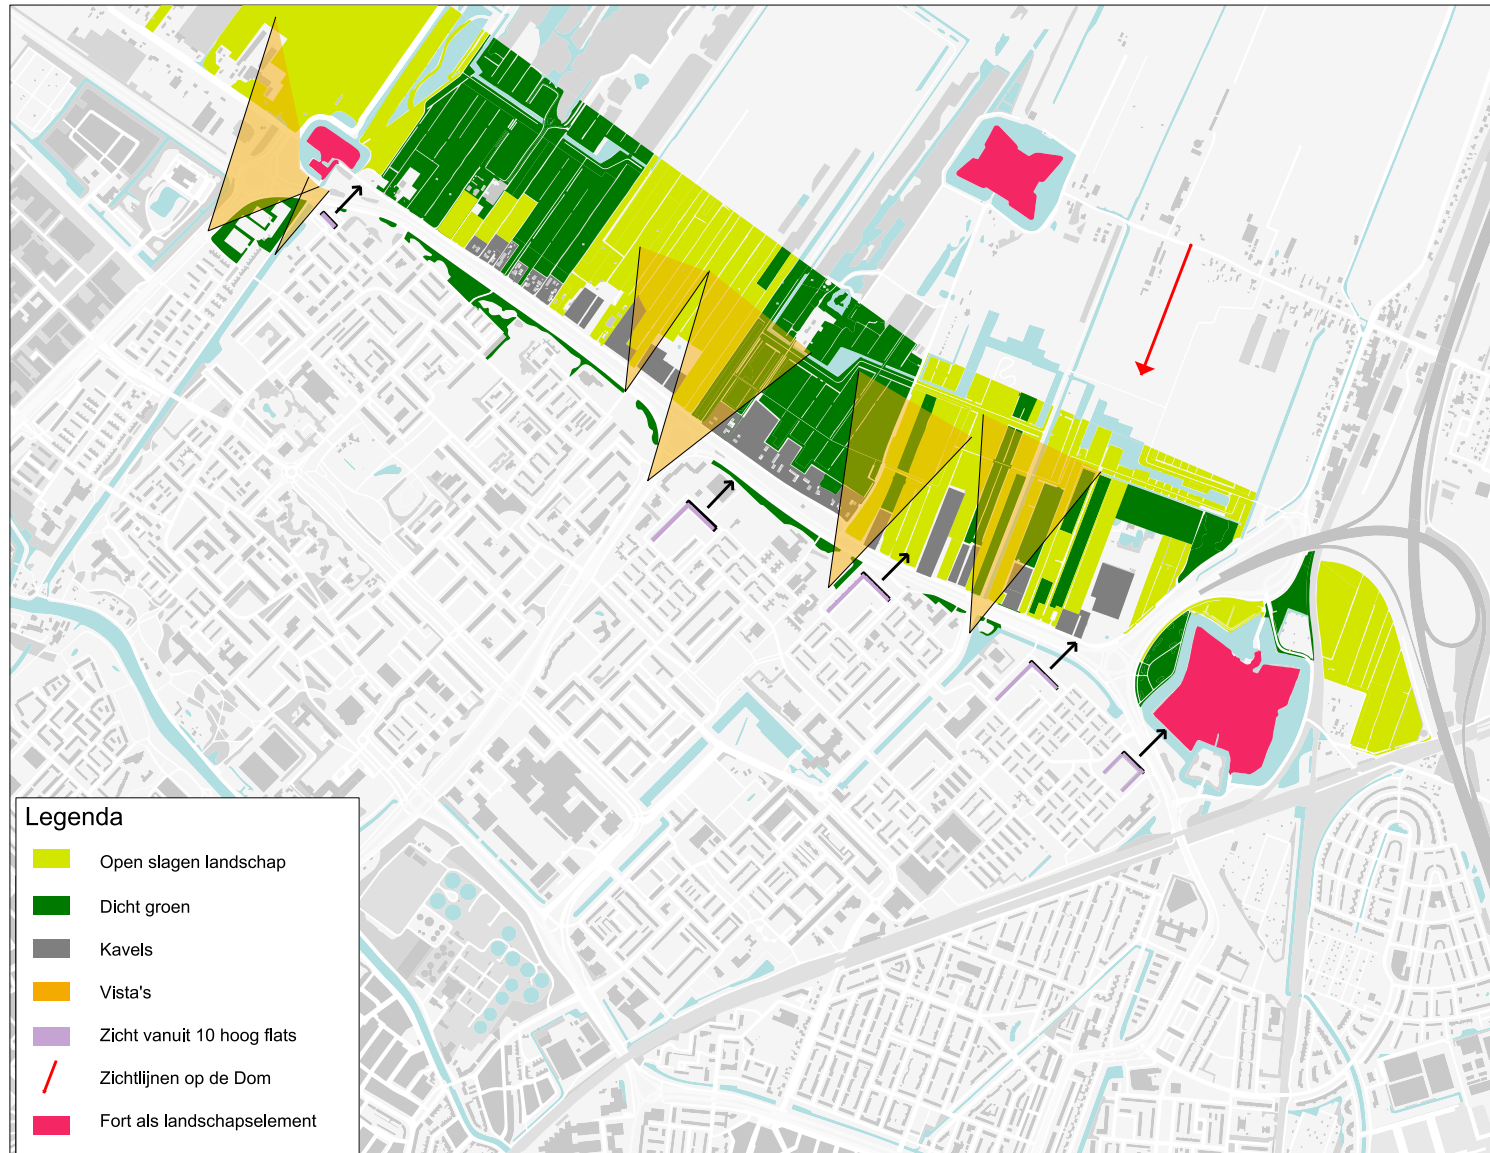 Legenda
Open slagen landschap
Dicht groen
Kavels
Vista's
Zicht vanuit 10 hoog flats
Zichtlijnen op de Dom
Fort als landschapselement